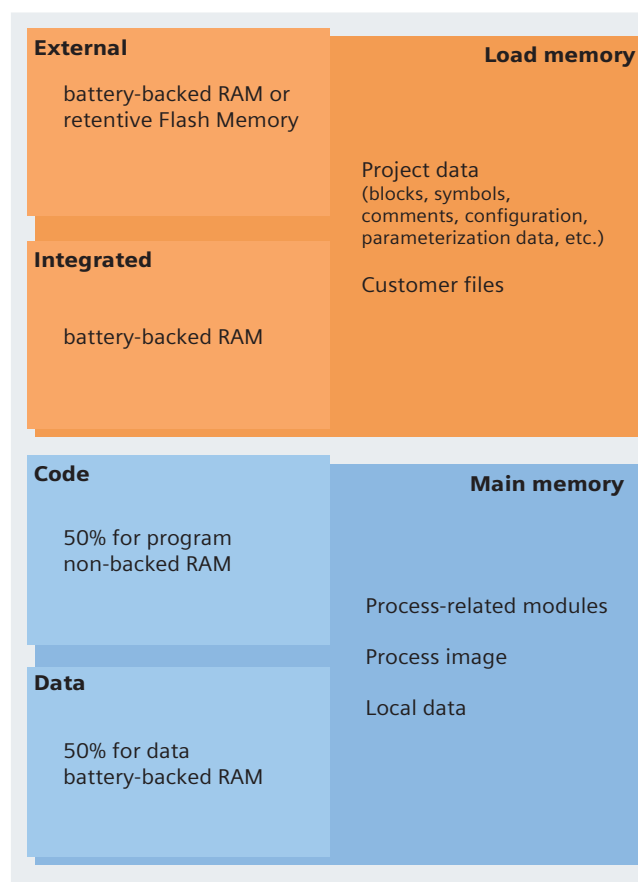 External
battery-backed RAM or
retentive Flash Memory
Integrated
battery-backed RAM
Load memory
Project data
(blocks, symbols,
comments, configuration,
parameterization data, etc.)
Customer files
Code
50% for program
non-backed RAM
Data
50% for data
battery-backed RAM
Main memory
Process-related modules
Process image
Local data